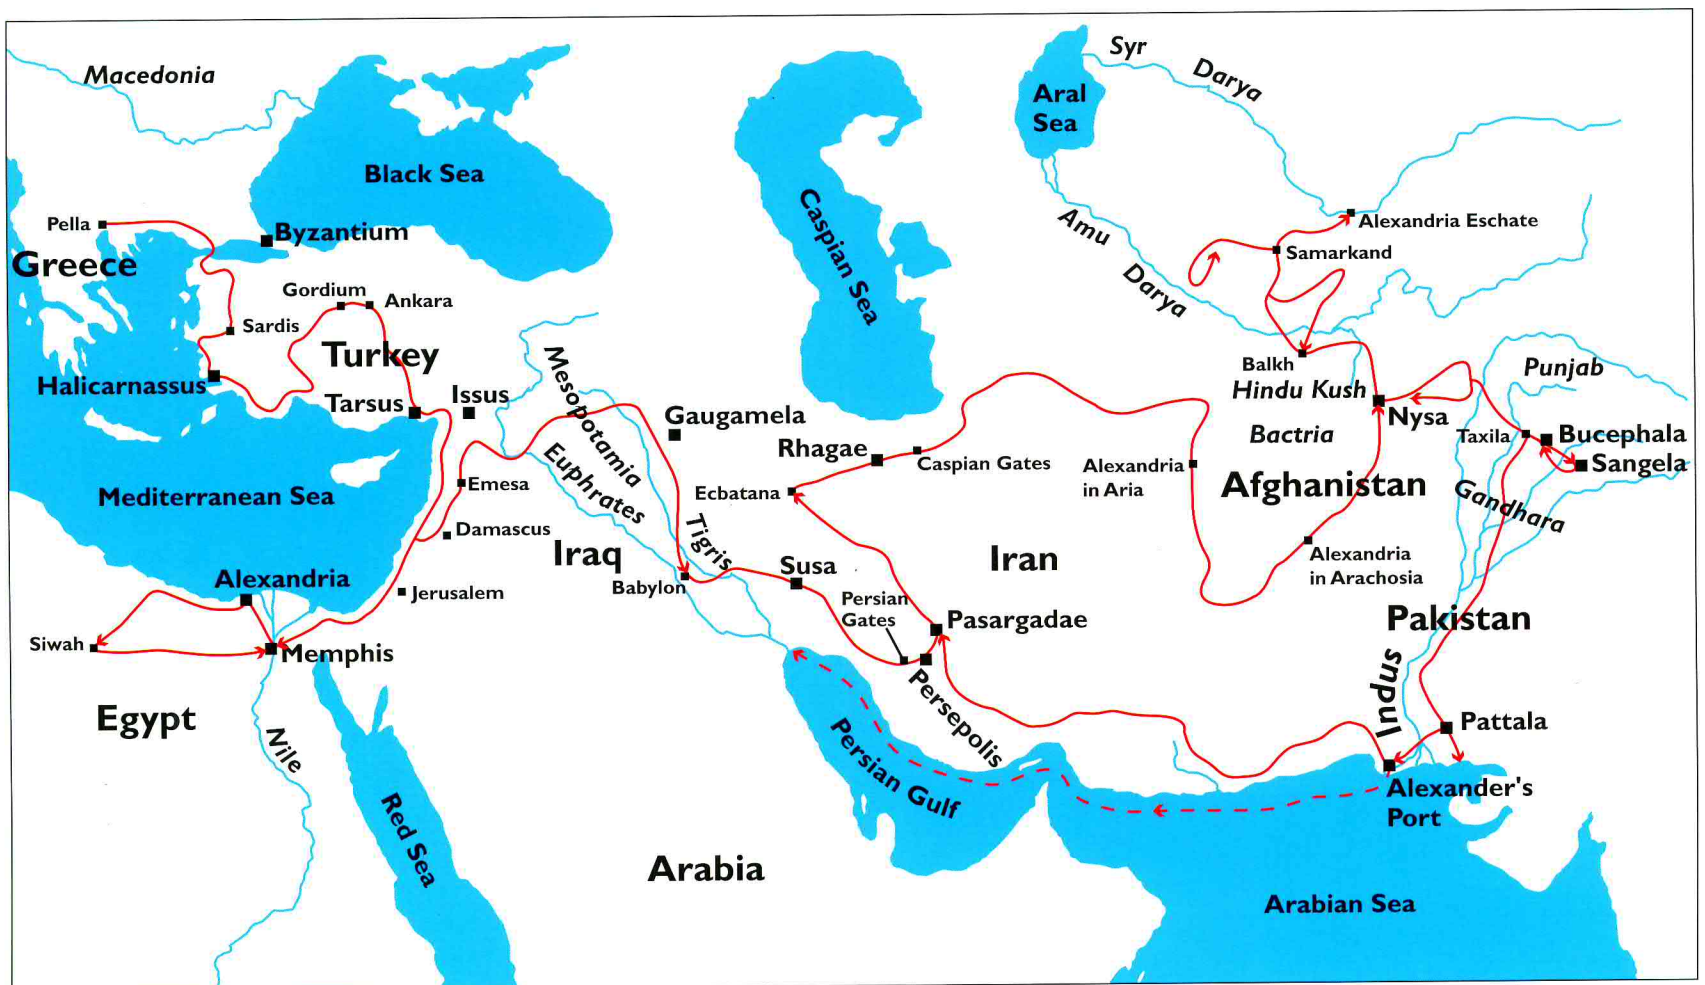 Macedonia
Black Sea
Pella
Byzantium
Greece
Gordium
Ankara
Sardis
Turkey
Halicarnassus
Tarsus
Issus
Mediterranean Sea
Emesa
Damascus
Alexandria
Jerusalem
Siwah
Memphis
Egypt
Nile
Red Sea
Mesopotamia
Euphrates
Tigris
Iraq
Babylon
Gaugamela
Caspian Sea
Rhagae
Caspian Gates
Ecbatana
Susa
Iran
Persian
Gates
Pasargadae
Persepolis
Persian Gulf
Arabia
Aral
Sea
Syr
Darya
Amu
Darya
Alexandria Eschate
Samarkand
Balkh
Hindu Kush
Nysa
Bactria
Punjab
Taxila
Bucephala
Sangela
Alexandria
in Aria
Afghanistan
Gandhara
Alexandria
in Arachosia
Pakistan
Indus
Pattala
Alexander's
Port
Arabian Sea